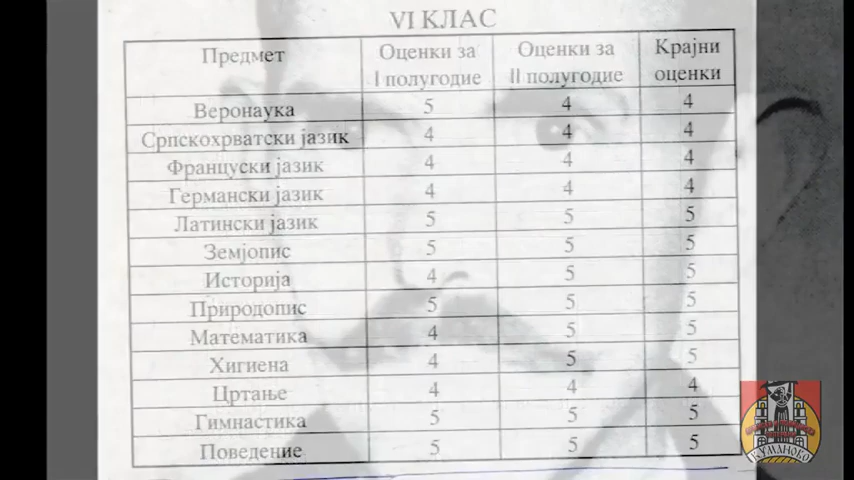 VI КЛАС
Предмет Оценки за I полугодие Оценки за II полугодие Крајни оценки
Веронаука 5 4 4
Српскохрватски јазик 4 4 4
Француски јазик 4 4 4
Германски јазик 4 4 4
Латински јазик 5 5 5
Земјопис 5 5 5
Историја 4 5 5
Природопис 5 5 5
Математика 4 5 5
Хигиена 4 5 5
Цртање 4 4 4
Гимнастика 5 5 5
Поведение 5 5 5
КУМАНОВО